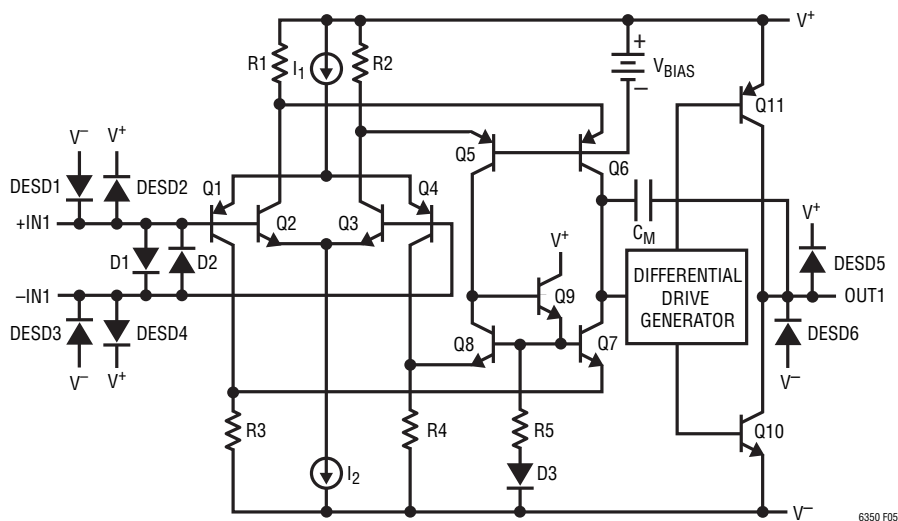 V+
R1
I1
R2
+
VBIAS
−
Q11
V− V+
Q5
Q6
DESD1
DESD2
Q1
Q4
+IN1
Q2
Q3
CM
V+
D1
D2
V+
DIFFERENTIAL
DRIVE
GENERATOR
DESD5
−IN1
Q9
OUT1
DESD3
DESD4
Q8
Q7
DESD6
V− V+
V−
R3
R4
R5
Q10
I2
D3
V−
6350 F05